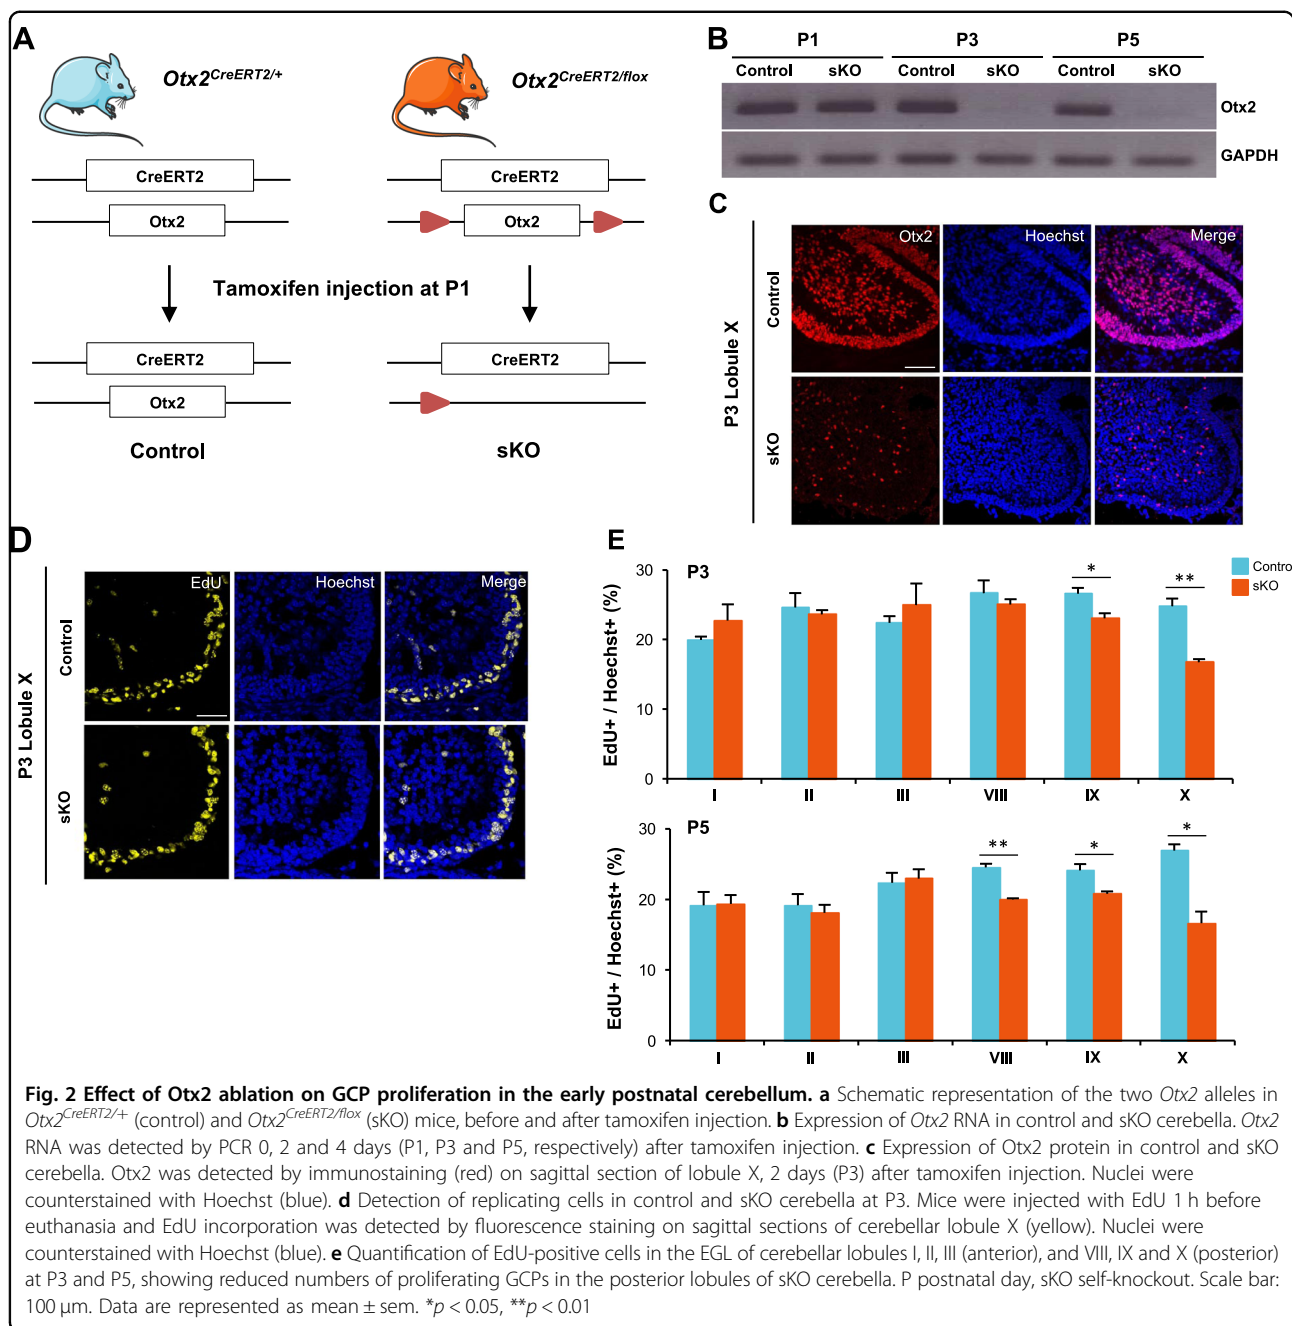 A
Otx2CreERT2/+
Otx2CreERT2/flox
CreERT2
CreERT2
Otx2
Otx2
Tamoxifen injection at P1
CreERT2
CreERT2
Otx2
Control
sKO
B
P1 P3 P5
Control sKO Control sKO Control sKO
Otx2
GAPDH
C
P3 Lobule X
Otx2 Hoechst Merge
Control
sKO
D
P3 Lobule X
EdU Hoechst Merge
Control
sKO
E
Control
sKO
P3
EdU+ / Hoechst+ (%)
30
20
10
0
* **
I II III VIII IX X
P5
EdU+ / Hoechst+ (%)
30
20
10
0
** * *
I II III VIII IX X
Fig. 2 Effect of Otx2 ablation on GCP proliferation in the early postnatal cerebellum. a Schematic representation of the two Otx2 alleles in
Otx2CreERT2/+ (control) and Otx2CreERT2/flox (sKO) mice, before and after tamoxifen injection. b Expression of Otx2 RNA in control and sKO cerebella. Otx2
RNA was detected by PCR 0, 2 and 4 days (P1, P3 and P5, respectively) after tamoxifen injection. c Expression of Otx2 protein in control and sKO
cerebella. Otx2 was detected by immunostaining (red) on sagittal section of lobule X, 2 days (P3) after tamoxifen injection. Nuclei were
counterstained with Hoechst (blue). d Detection of replicating cells in control and sKO cerebella at P3. Mice were injected with EdU 1 h before
euthanasia and EdU incorporation was detected by fluorescence staining on sagittal sections of cerebellar lobule X (yellow). Nuclei were
counterstained with Hoechst (blue). e Quantification of EdU-positive cells in the EGL of cerebellar lobules I, II, III (anterior), and VIII, IX and X (posterior)
at P3 and P5, showing reduced numbers of proliferating GCPs in the posterior lobules of sKO cerebella. P postnatal day, sKO self-knockout. Scale bar:
100 µm. Data are represented as mean ± sem. *p < 0.05, **p < 0.01